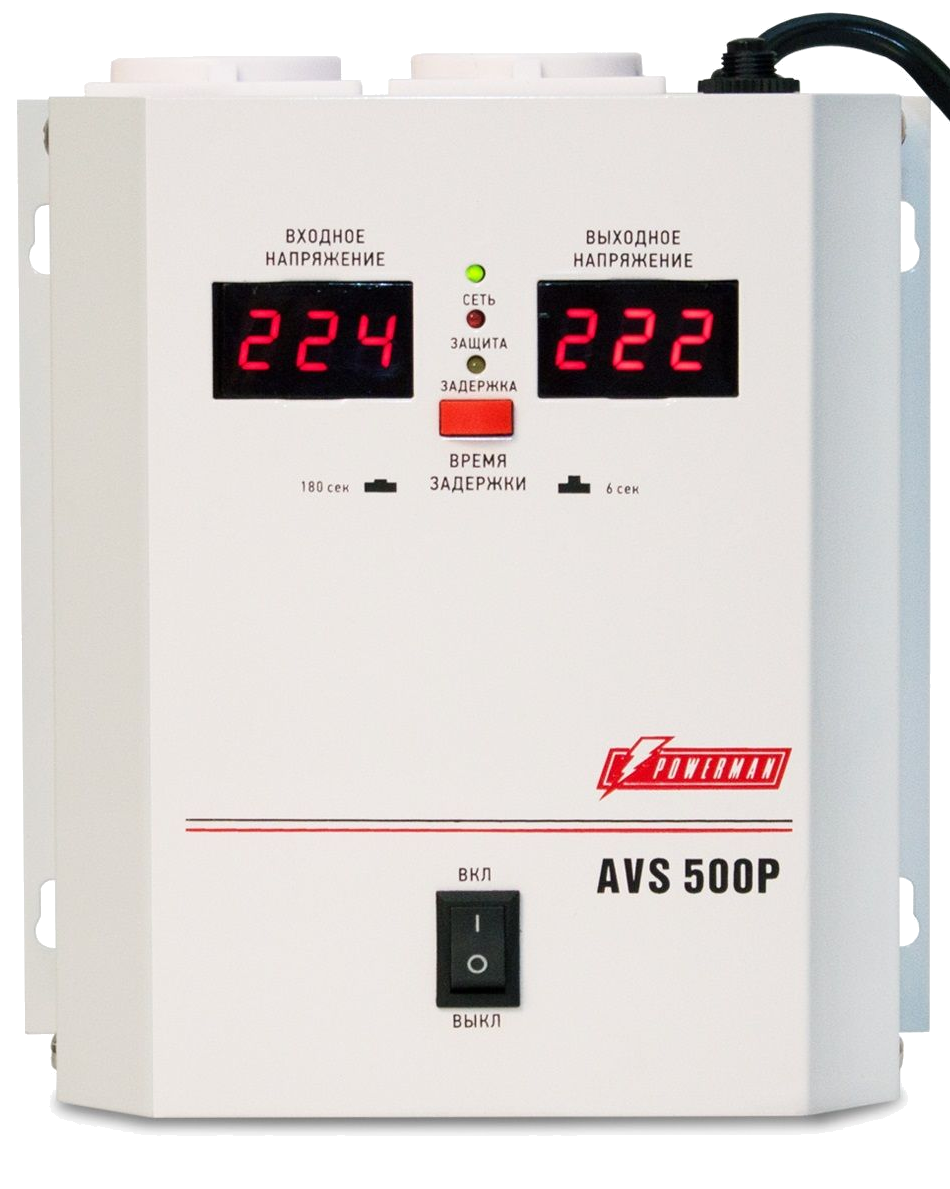 ВХОДНОЕ
НАПРЯЖЕНИЕ
ВЫХОДНОЕ
НАПРЯЖЕНИЕ
224
222
СЕТЬ
ЗАЩИТА
ЗАДЕРЖКА
ВРЕМЯ
ЗАДЕРЖКИ
180 сек
6 сек
POWERMAN
AVS 500P
ВКЛ
I
O
ВЫКЛ